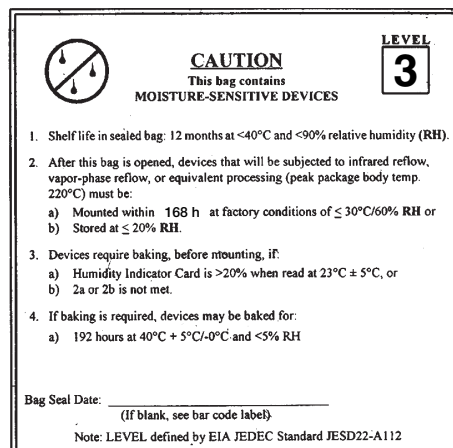 LEVEL
3
CAUTION
This bag contains
MOISTURE-SENSITIVE DEVICES
1. Shelf life in sealed bag: 12 months at <40°C and <90% relative humidity (RH).
2. After this bag is opened, devices that will be subjected to infrared reflow,
vapor-phase reflow, or equivalent processing (peak package body temp.
220°C) must be:
a) Mounted within 168 h at factory conditions of ≤ 30°C/60% RH or
b) Stored at ≤ 20% RH.
3. Devices require baking, before mounting, if:
a) Humidity Indicator Card is >20% when read at 23°C ± 5°C, or
b) 2a or 2b is not met.
4. If baking is required, devices may be baked for:
a) 192 hours at 40°C + 5°C/-0°C and <5% RH
Bag Seal Date:
(If blank, see bar code label)
Note: LEVEL defined by EIA JEDEC Standard JESD22-A112